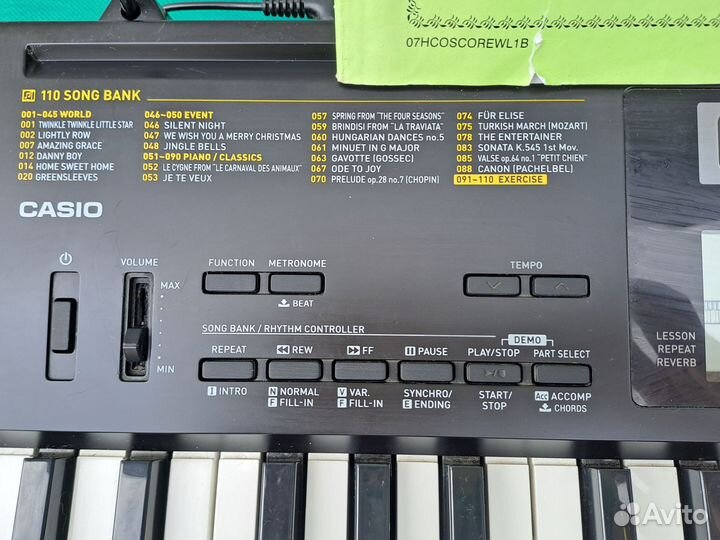 07HCOSCOREWL1B
110 SONG BANK
001~045 WORLD
001 TWINKLE TWINKLE LITTLE STAR
002 LIGHTLY ROW
007 AMAZING GRACE
012 DANNY BOY
014 HOME SWEET HOME
020 GREENSLEEVES
046~050 EVENT
046 SILENT NIGHT
047 WE WISH YOU A MERRY CHRISTMAS
048 JINGLE BELLS
051~090 PIANO / CLASSICS
052 LE CYGNE FROM "LE CARNAVAL DES ANIMAUX"
053 JE TE VEUX
057 SPRING FROM "THE FOUR SEASONS"
059 BRINDISI FROM "LA TRAVIATA"
060 HUNGARIAN DANCES no.5
061 MINUET IN G MAJOR
063 GAVOTTE (GOSSEC)
067 ODE TO JOY
070 PRELUDE op.28 no.7 (CHOPIN)
074 FÜR ELISE
075 TURKISH MARCH (MOZART)
078 THE ENTERTAINER
083 SONATA K.545 1st Mov.
085 VALSE op.64 no.1 "PETIT CHIEN"
088 CANON (PACHELBEL)
091~110 EXERCISE
CASIO
VOLUME
MAX
MIN
FUNCTION METRONOME
BEAT
TEMPO
SONG BANK / RHYTHM CONTROLLER
DEMO
REPEAT REW FF PAUSE PLAY/STOP PART SELECT
I INTRO N NORMAL V VAR. SYNCHRO/ START/ Acc ACCOMP
F FILL-IN F FILL-IN E ENDING STOP CHORDS
LESSON
REPEAT
REVERB
Avito